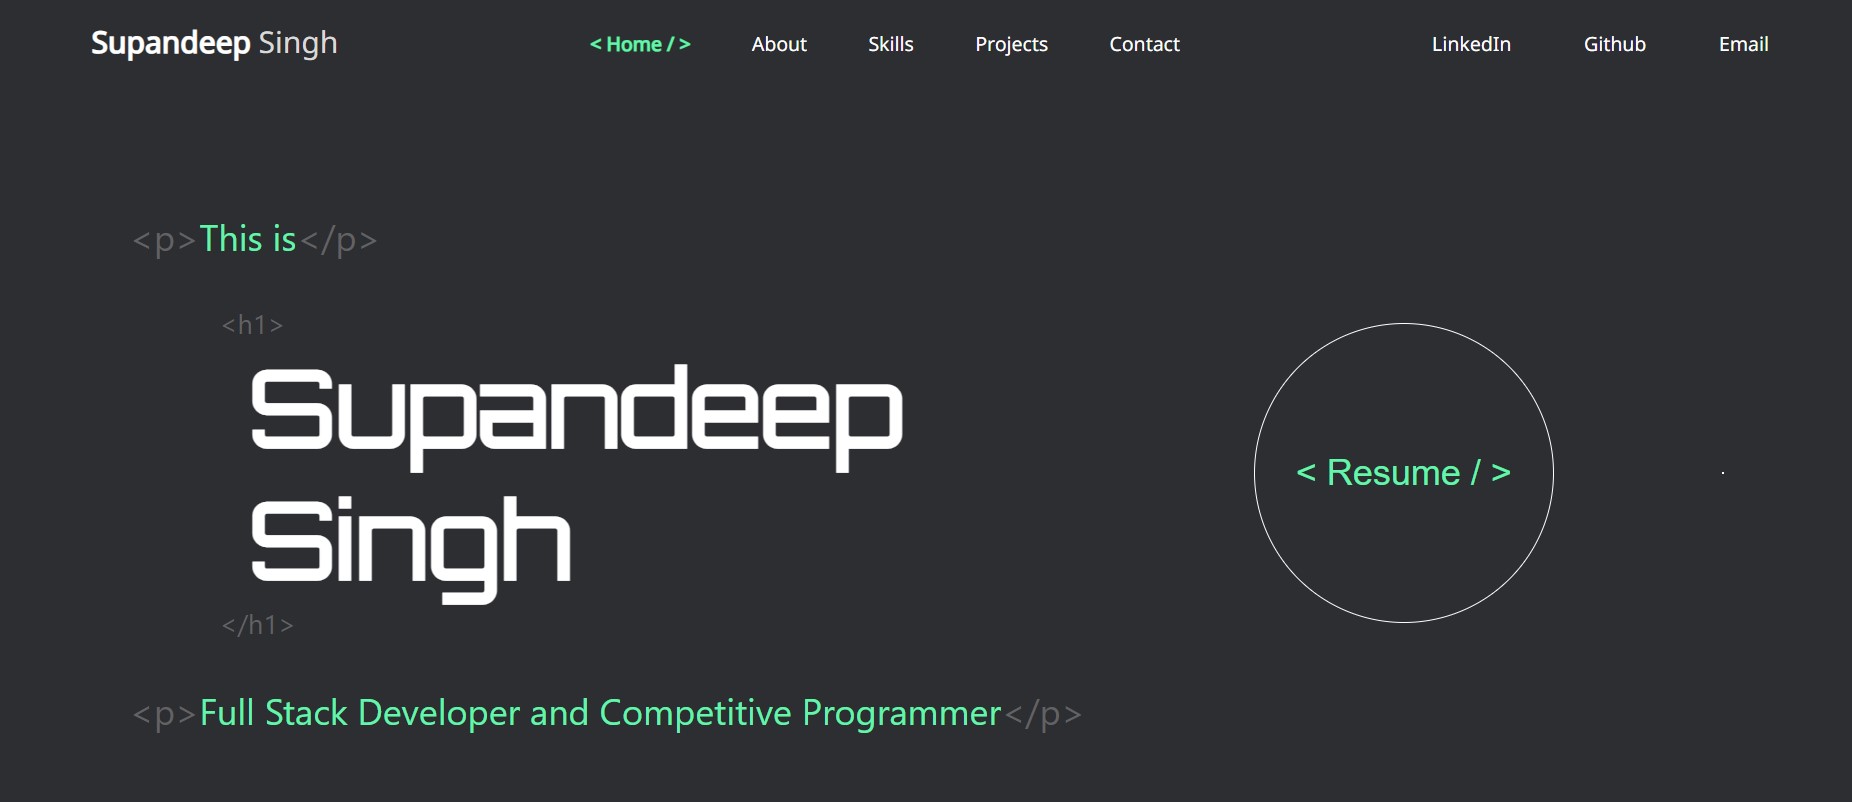 Supandeep Singh
< Home / > About Skills Projects Contact
LinkedIn Github Email
<p>This is</p>
<h1>
Supandeep
Singh
</h1>
< Resume / >
<p>Full Stack Developer and Competitive Programmer</p>